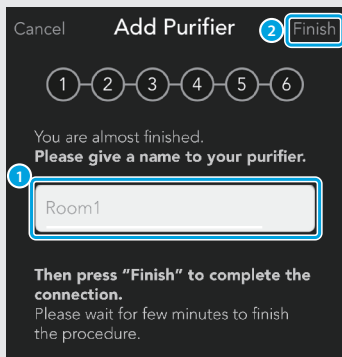 Cancel Add Purifier 2 Finish
1 2 3 4 5 6
You are almost finished.
Please give a name to your purifier.
1
Room1
Then press "Finish" to complete the
connection.
Please wait for few minutes to finish
the procedure.